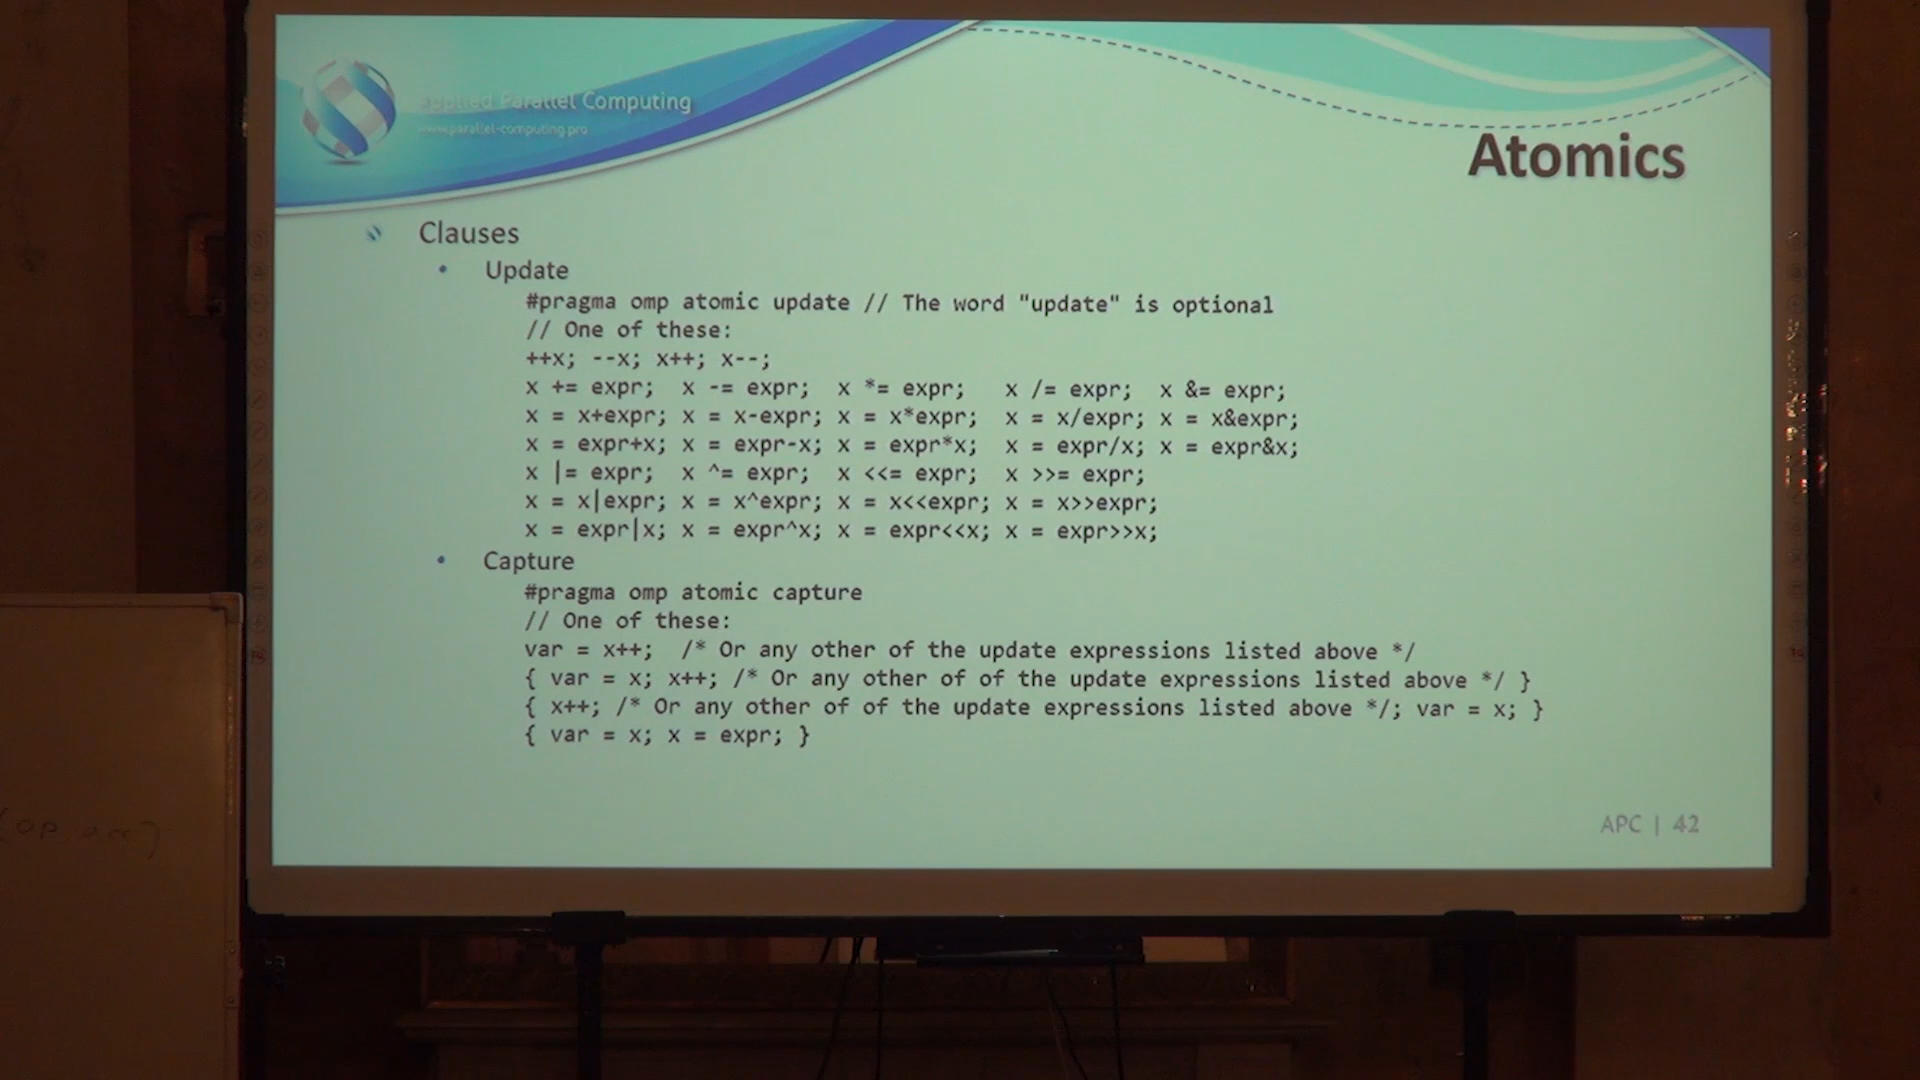 Applied Parallel Computing
www.parallel-computing.pro
Atomics
Clauses
• Update
#pragma omp atomic update // The word "update" is optional
// One of these:
++x; --x; x++; x--;
x += expr; x -= expr; x *= expr; x /= expr; x &= expr;
x = x+expr; x = x-expr; x = x*expr; x = x/expr; x = x&expr;
x = expr+x; x = expr-x; x = expr*x; x = expr/x; x = expr&x;
x |= expr; x ^= expr; x <<= expr; x >>= expr;
x = x|expr; x = x^expr; x = x<<expr; x = x>>expr;
x = expr|x; x = expr^x; x = expr<<x; x = expr>>x;
• Capture
#pragma omp atomic capture
// One of these:
var = x++; /* Or any other of the update expressions listed above */
{ var = x; x++; /* Or any other of of the update expressions listed above */ }
{ x++; /* Or any other of of the update expressions listed above */; var = x; }
{ var = x; x = expr; }
APC | 42